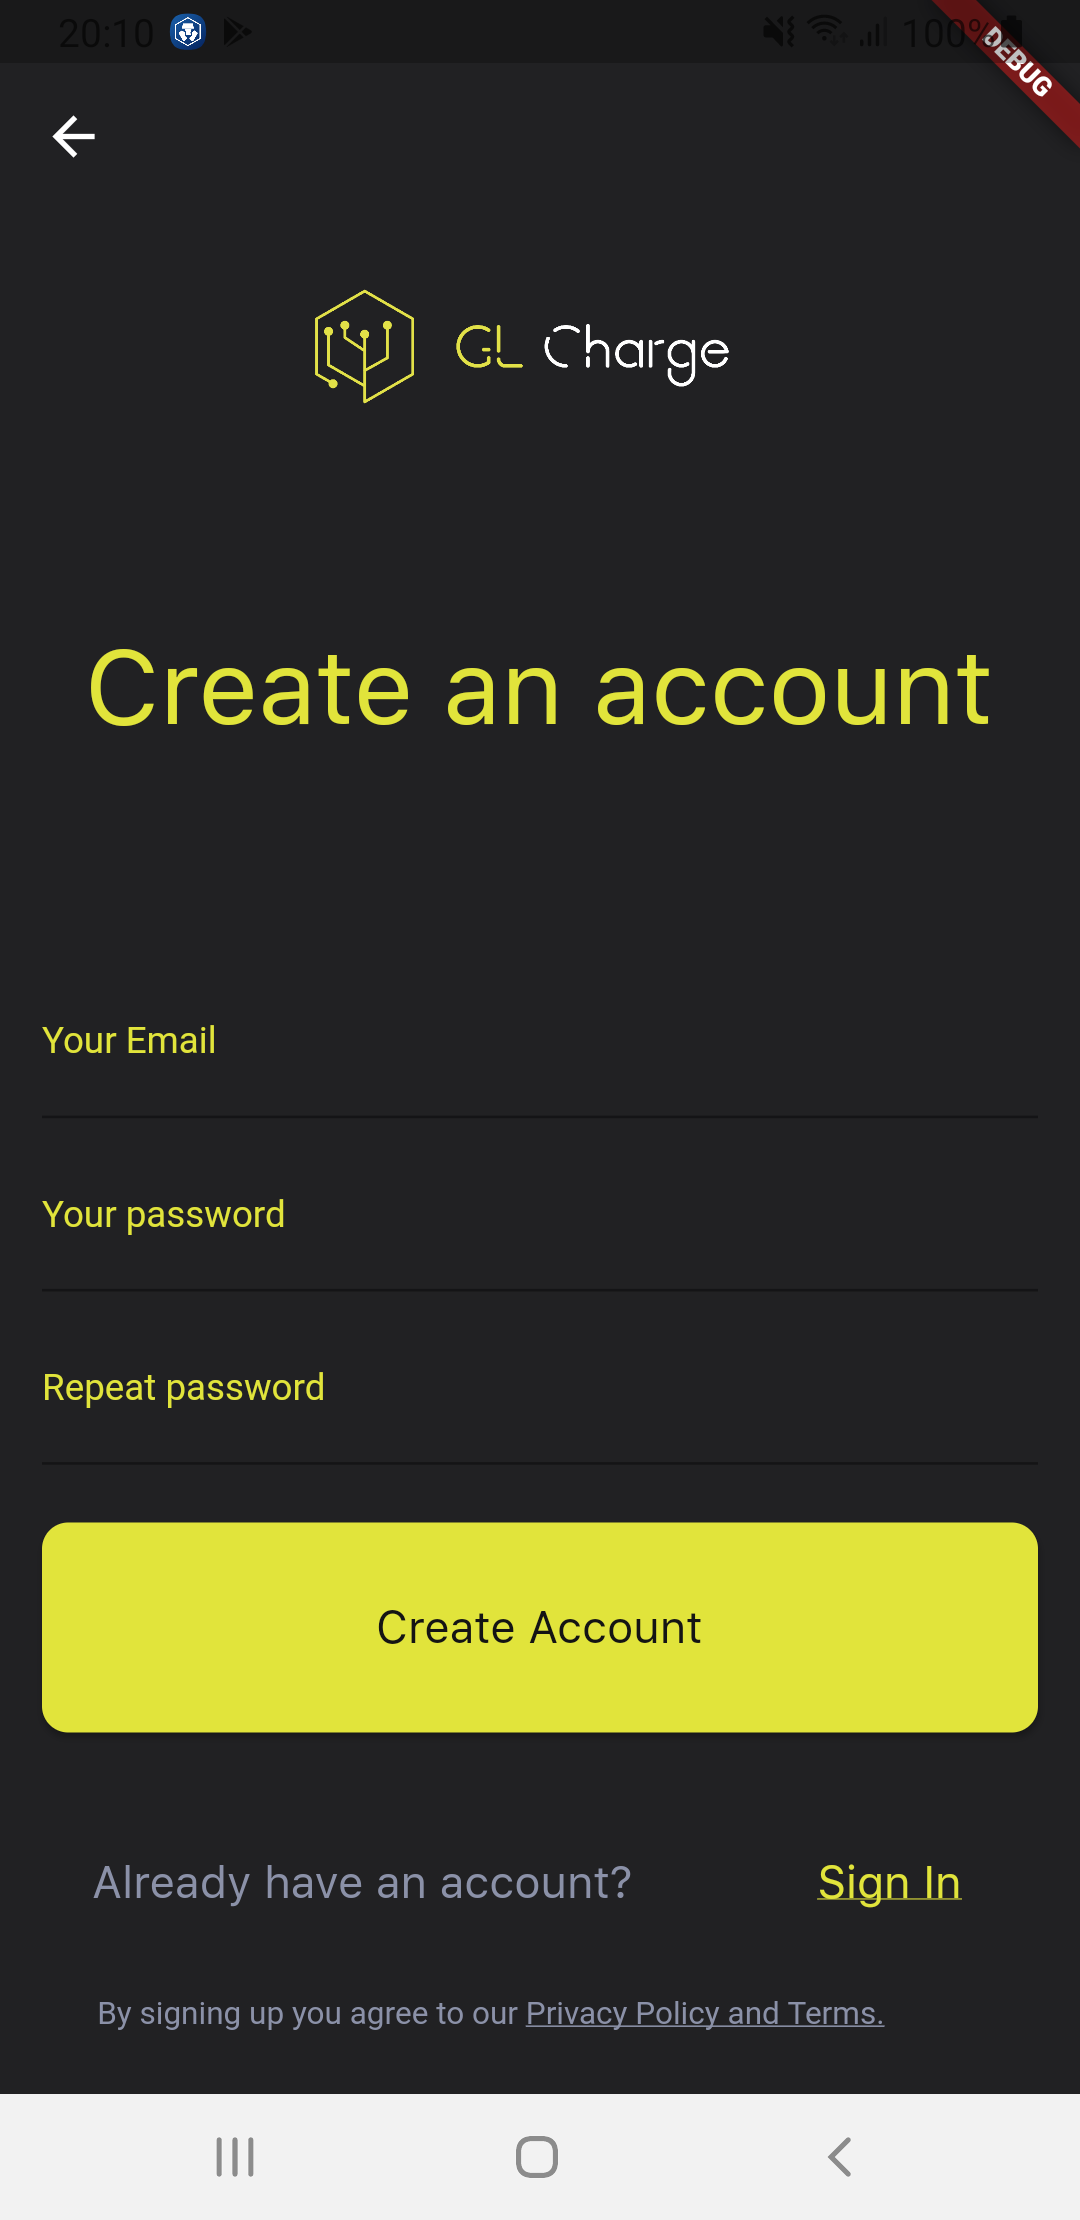 20:10 100%
DEBUG
GL Charge
Create an account
Your Email
Your password
Repeat password
Create Account
Already have an account? Sign In
By signing up you agree to our Privacy Policy and Terms.